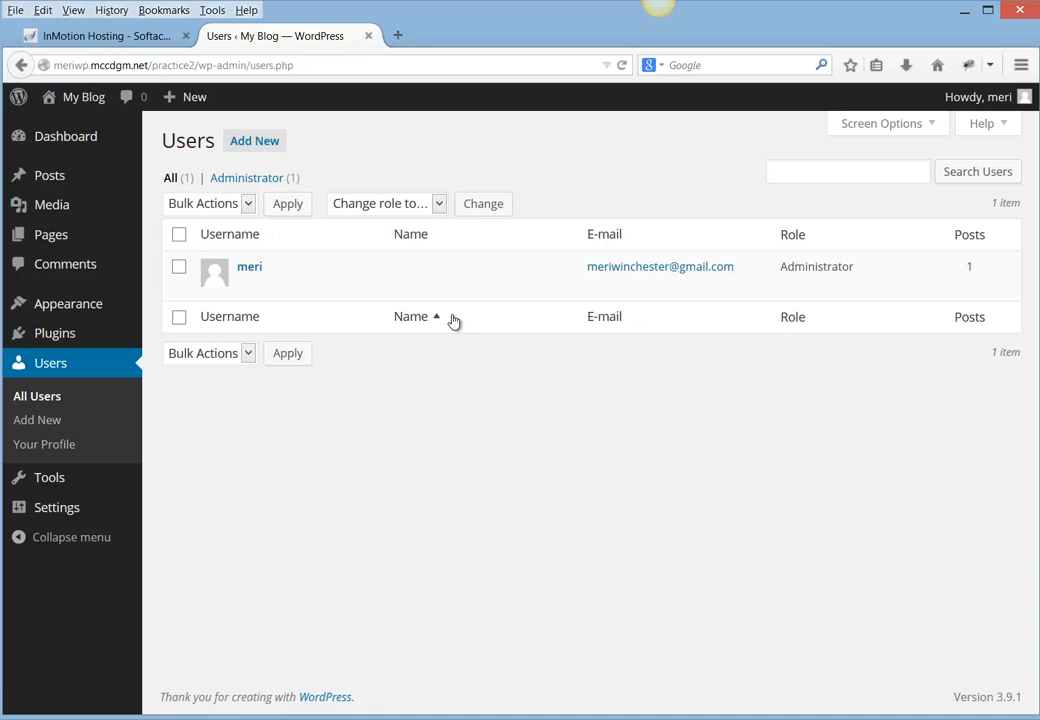 File Edit View History Bookmarks Tools Help
InMotion Hosting - Softac...
Users ‹ My Blog — WordPress
meriwp.mccdgm.net/practice2/wp-admin/users.php
Google
My Blog 0 New
Howdy, meri
Dashboard
Posts
Media
Pages
Comments
Appearance
Plugins
Users
All Users
Add New
Your Profile
Tools
Settings
Collapse menu
Screen Options Help
Users Add New
All (1) | Administrator (1)
Search Users
Bulk Actions Apply Change role to... Change
1 item
Username Name E-mail Role Posts
meri meriwinchester@gmail.com Administrator 1
Username Name E-mail Role Posts
Bulk Actions Apply
1 item
Thank you for creating with WordPress.
Version 3.9.1